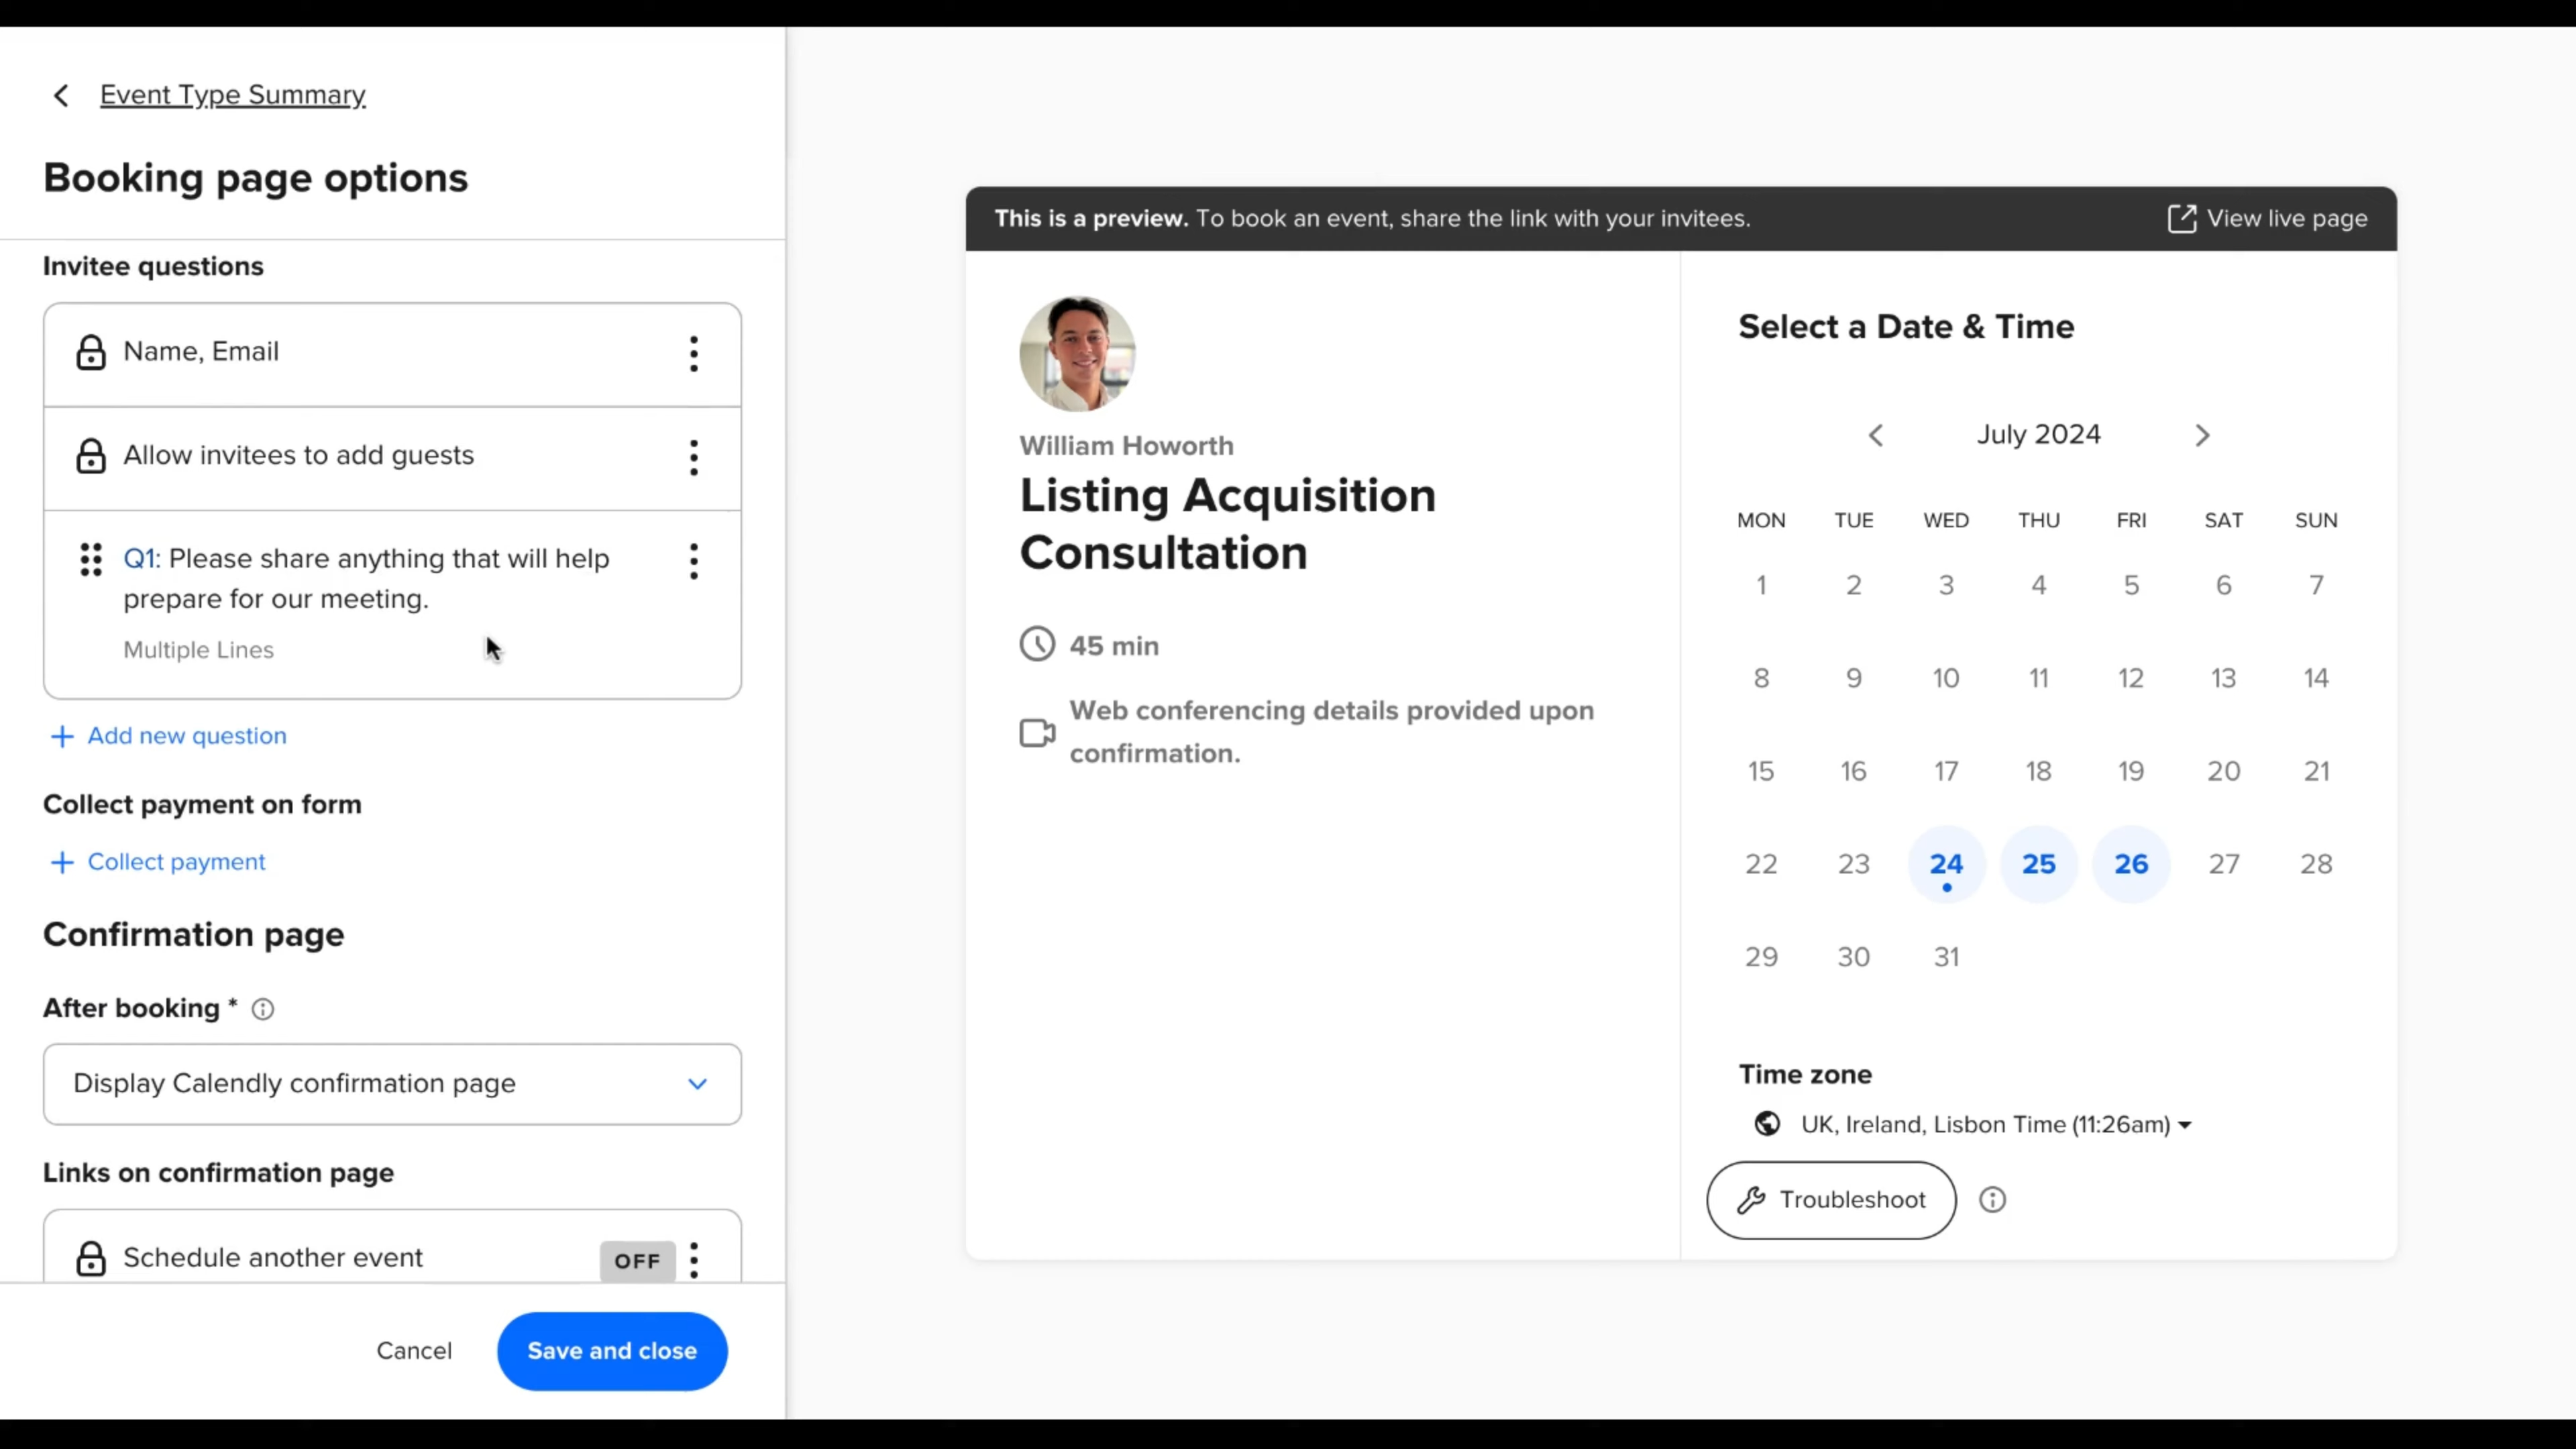 Event Type Summary
Booking page options
Invitee questions
Name, Email
Allow invitees to add guests
Q1: Please share anything that will help
prepare for our meeting.
Multiple Lines
Add new question
Collect payment on form
Collect payment
Confirmation page
After booking *
Display Calendly confirmation page
Links on confirmation page
Schedule another event OFF
Cancel Save and close
This is a preview. To book an event, share the link with your invitees. View live page
William Howorth
Listing Acquisition
Consultation
45 min
Web conferencing details provided upon
confirmation.
Select a Date & Time
July 2024
MON TUE WED THU FRI SAT SUN
1 2 3 4 5 6 7
8 9 10 11 12 13 14
15 16 17 18 19 20 21
22 23 24 25 26 27 28
29 30 31
Time zone
UK, Ireland, Lisbon Time (11:26am)
Troubleshoot